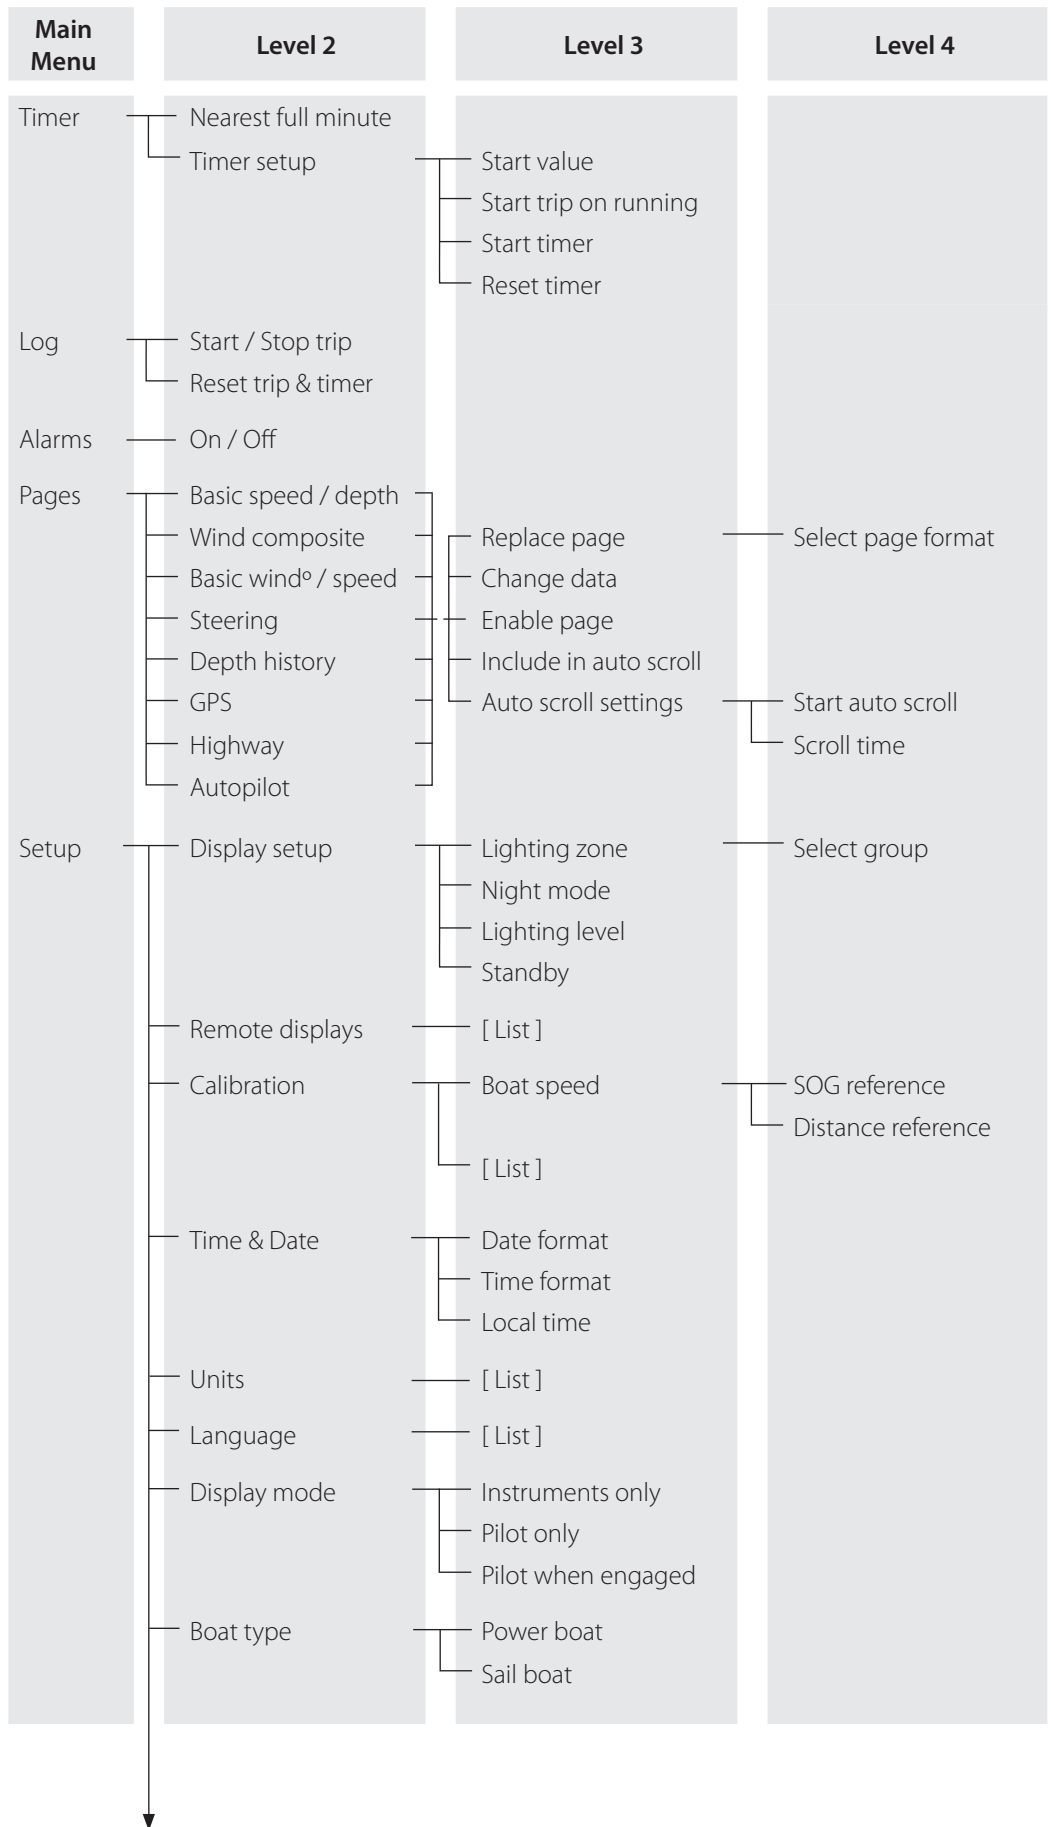 Main
Menu
Level 2
Level 3
Level 4
Timer
Nearest full minute
Timer setup
Start value
Start trip on running
Start timer
Reset timer
Log
Start / Stop trip
Reset trip & timer
Alarms
On / Off
Pages
Basic speed / depth
Wind composite
Replace page
Select page format
Basic windº / speed
Change data
Steering
Enable page
Depth history
Include in auto scroll
GPS
Auto scroll settings
Start auto scroll
Highway
Scroll time
Autopilot
Setup
Display setup
Lighting zone
Select group
Night mode
Lighting level
Standby
Remote displays
[ List ]
Calibration
Boat speed
SOG reference
Distance reference
[ List ]
Time & Date
Date format
Time format
Local time
Units
[ List ]
Language
[ List ]
Display mode
Instruments only
Pilot only
Pilot when engaged
Boat type
Power boat
Sail boat